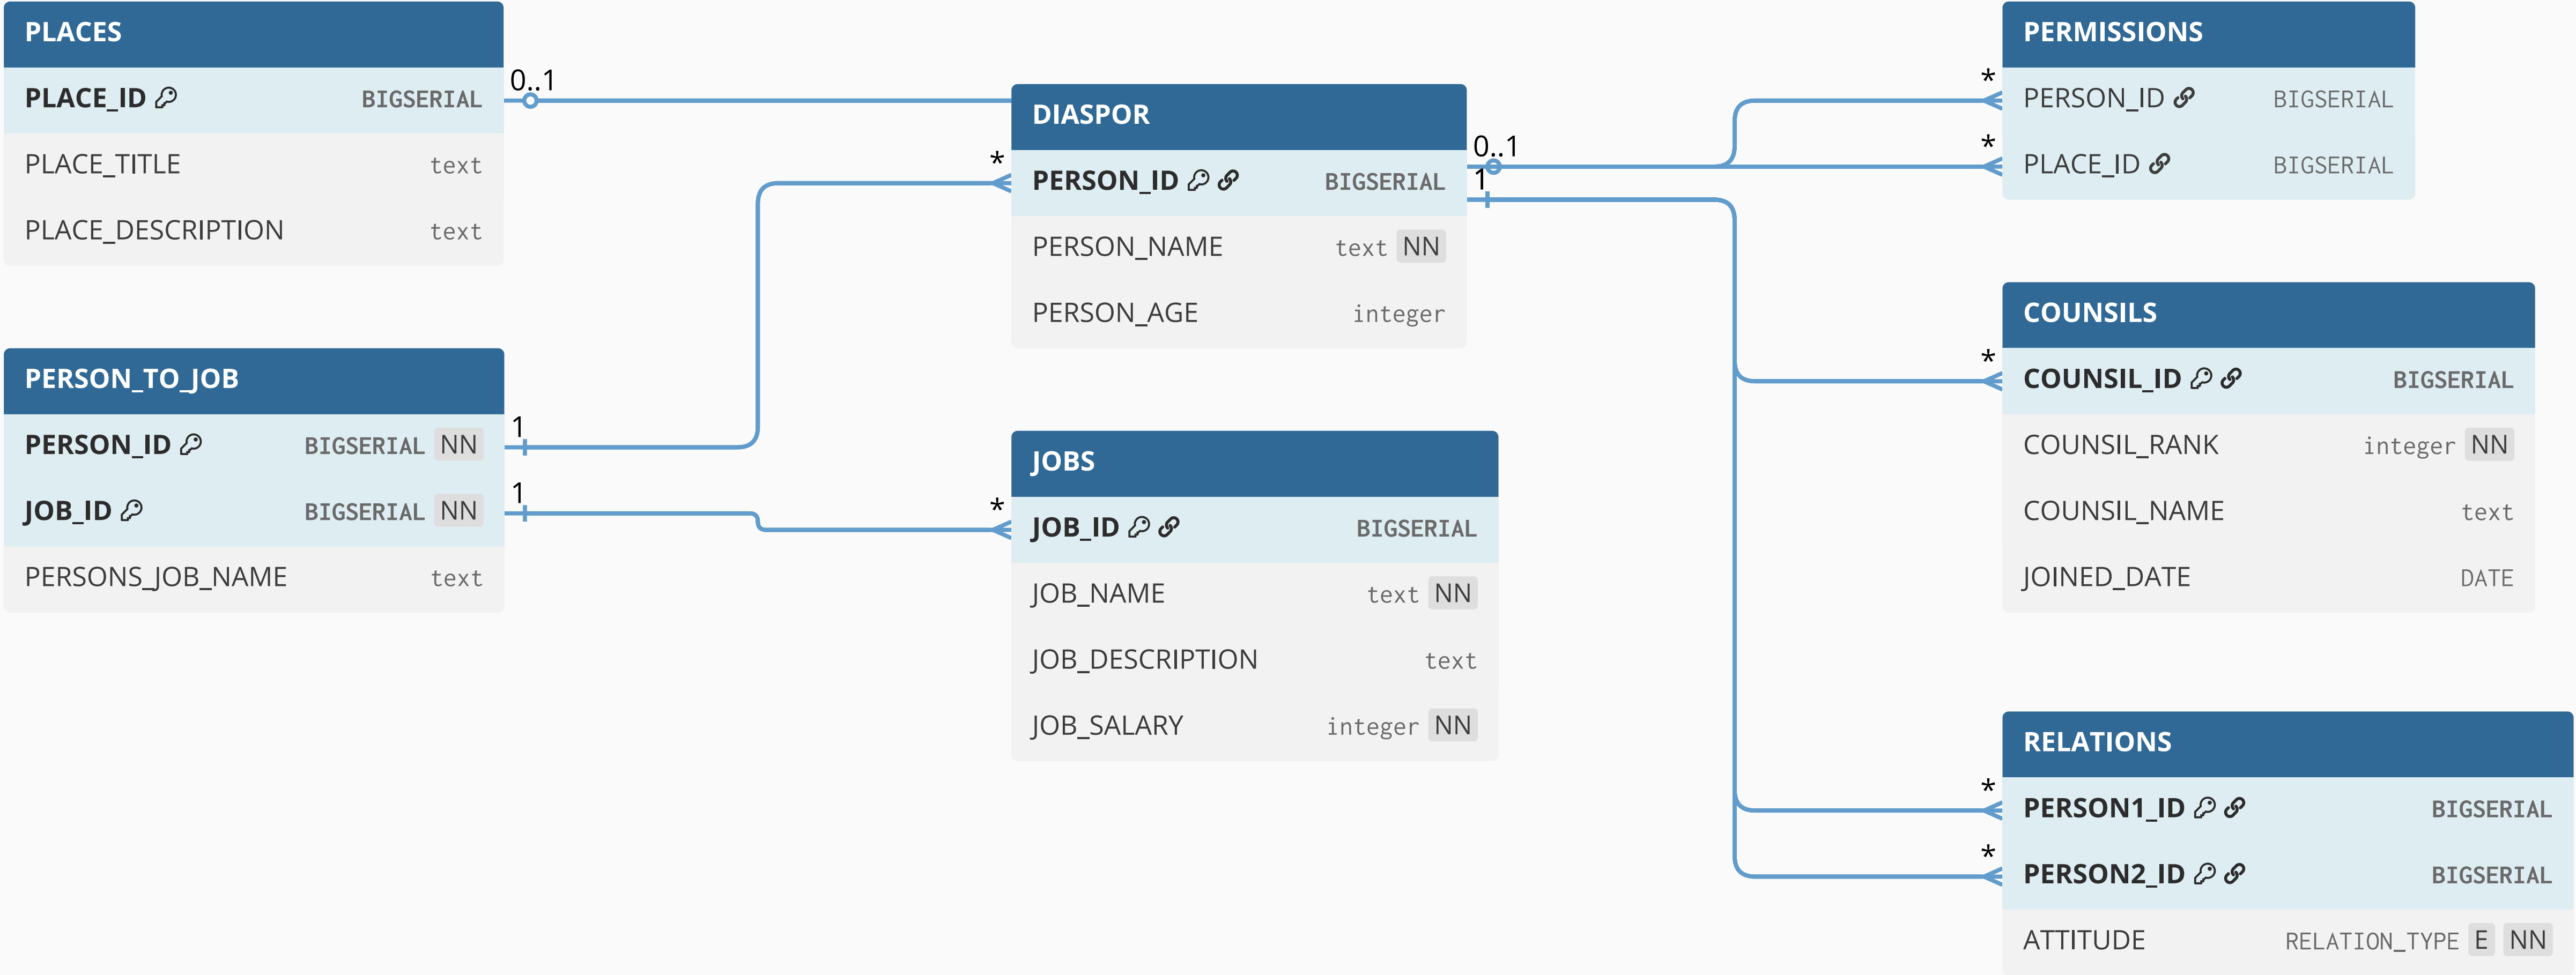 PLACES
PLACE_ID BIGSERIAL
PLACE_TITLE text
PLACE_DESCRIPTION text
0..1
PERSON_TO_JOB
PERSON_ID BIGSERIAL NN
JOB_ID BIGSERIAL NN
PERSONS_JOB_NAME text
1
1
DIASPOR
PERSON_ID BIGSERIAL
PERSON_NAME text NN
PERSON_AGE integer
*
0..1
1
JOBS
JOB_ID BIGSERIAL
JOB_NAME text NN
JOB_DESCRIPTION text
JOB_SALARY integer NN
*
PERMISSIONS
PERSON_ID BIGSERIAL
PLACE_ID BIGSERIAL
*
*
COUNSILS
COUNSIL_ID BIGSERIAL
COUNSIL_RANK integer NN
COUNSIL_NAME text
JOINED_DATE DATE
*
RELATIONS
PERSON1_ID BIGSERIAL
PERSON2_ID BIGSERIAL
ATTITUDE RELATION_TYPE E NN
*
*